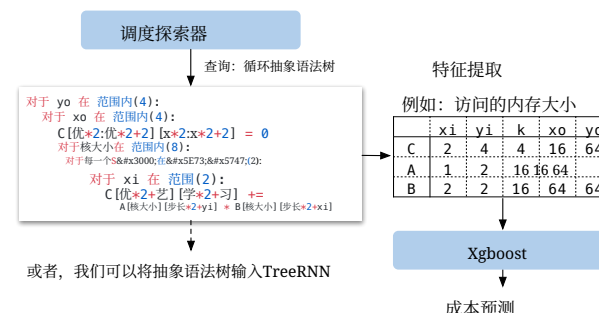 调度探索器
查询：循环抽象语法树
对于 yo 在 范围内(4):
对于 xo 在 范围内(4):
C[优*2:优*2+2][x*2:x*2+2] = 0
对于核大小在 范围内(8):
对于每一个S&#x3000;在&#x5E73;&#x5747;(2):
对于 xi 在 范围(2):
C[优*2+艺][学*2+习] +=
A[核大小][步长*2+yi] * B[核大小][步长*2+xi]
或者，我们可以将抽象语法树输入TreeRNN
特征提取
例如：访问的内存大小
xi yi k xo yo
C 2 4 4 16 64
A 1 2 16 16 64
B 2 2 16 64 64
Xgboost
成本预测